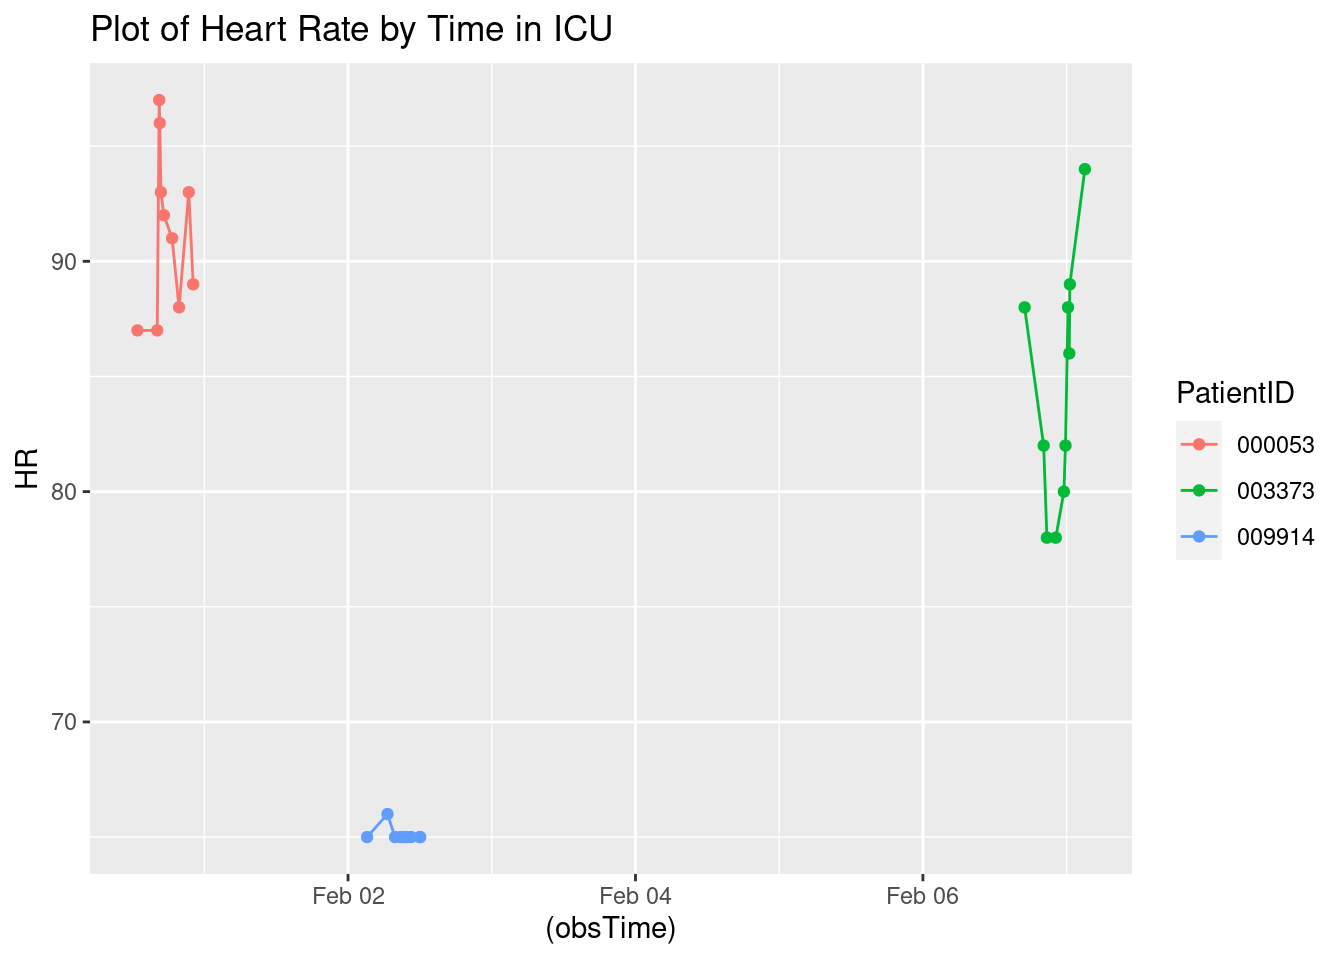 Plot of Heart Rate by Time in ICU
HR
90
80
70
Feb 02
Feb 04
Feb 06
(obsTime)
PatientID
000053
003373
009914